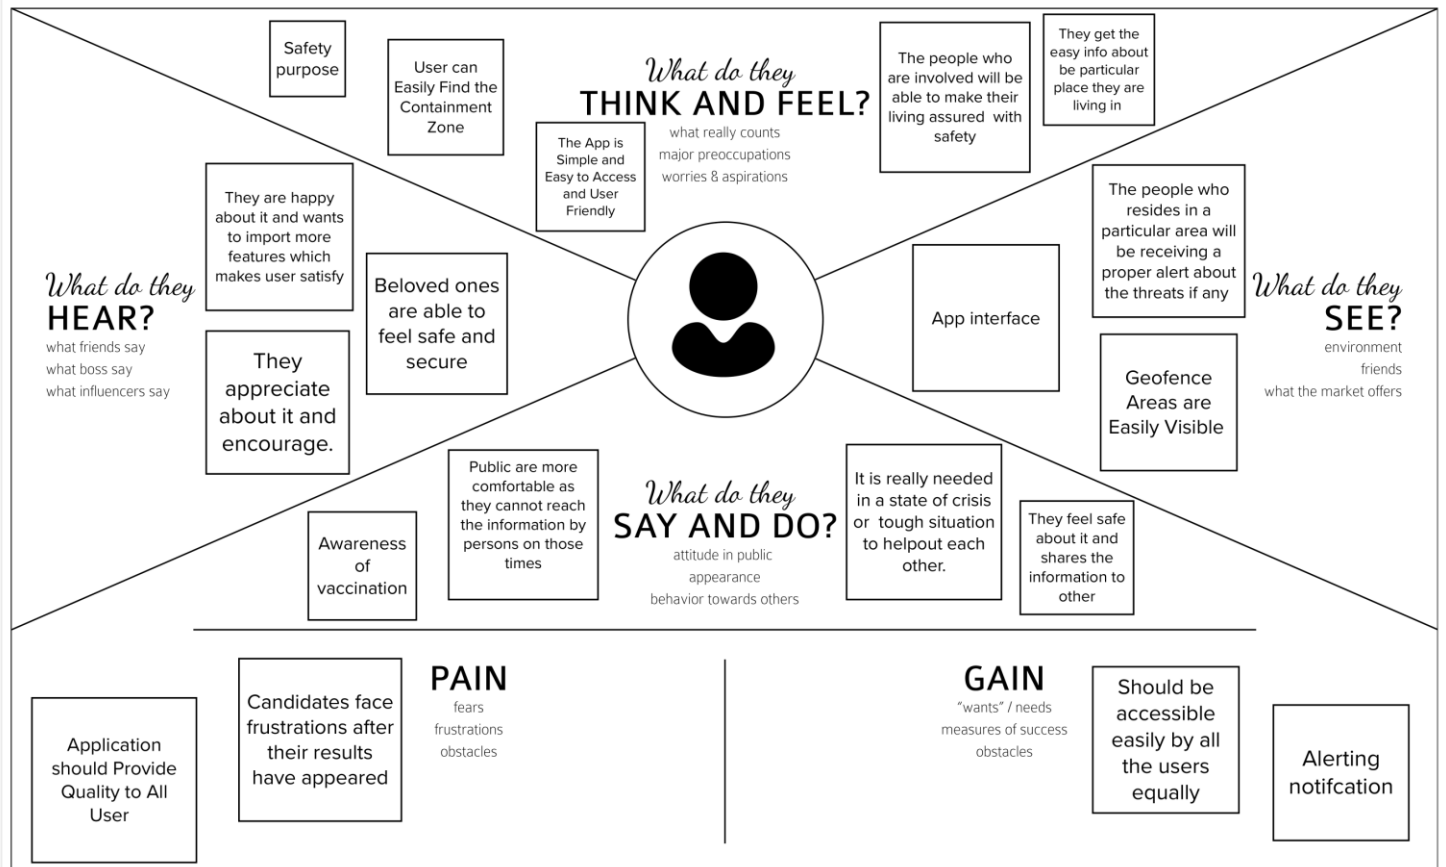 Safety
purpose
User can
Easily Find the
Containment
Zone
What do they
THINK AND FEEL?
what really counts
major preoccupations
worries & aspirations
The App is
Simple and
Easy to Access
and User
Friendly
The people who
are involved will be
able to make their
living assured with
safety
They get the
easy info about
be particular
place they are
living in
What do they
HEAR?
what friends say
what boss say
what influencers say
They are happy
about it and wants
to import more
features which
makes user satisfy
Beloved ones
are able to
feel safe and
secure
They
appreciate
about it and
encourage.
App interface
The people who
resides in a
particular area will
be receiving a
proper alert about
the threats if any
Geofence
Areas are
Easily Visible
What do they
SEE?
environment
friends
what the market offers
Awareness
of
vaccination
Public are more
comfortable as
they cannot reach
the information by
persons on those
times
What do they
SAY AND DO?
attitude in public
appearance
behavior towards others
It is really needed
in a state of crisis
or tough situation
to helpout each
other.
They feel safe
about it and
shares the
information to
other
Application
should Provide
Quality to All
User
Candidates face
frustrations after
their results
have appeared
PAIN
fears
frustrations
obstacles
GAIN
“wants” / needs
measures of success
obstacles
Should be
accessible
easily by all
the users
equally
Alerting
notifcation